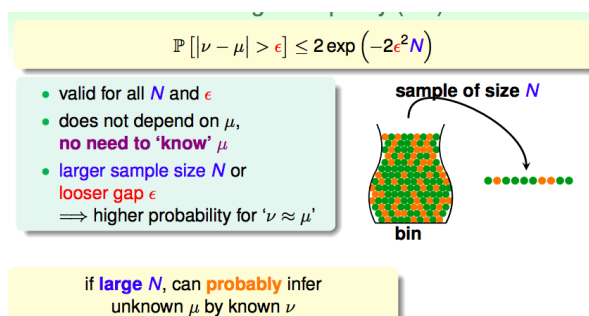 ℙ [|ν − μ| > ϵ] ≤ 2 exp (−2ϵ²N)
• valid for all N and ϵ
• does not depend on μ,
no need to ‘know’ μ
• larger sample size N or
looser gap ϵ
⟹ higher probability for ‘ν ≈ μ’
sample of size N
bin
if large N, can probably infer
unknown μ by known ν